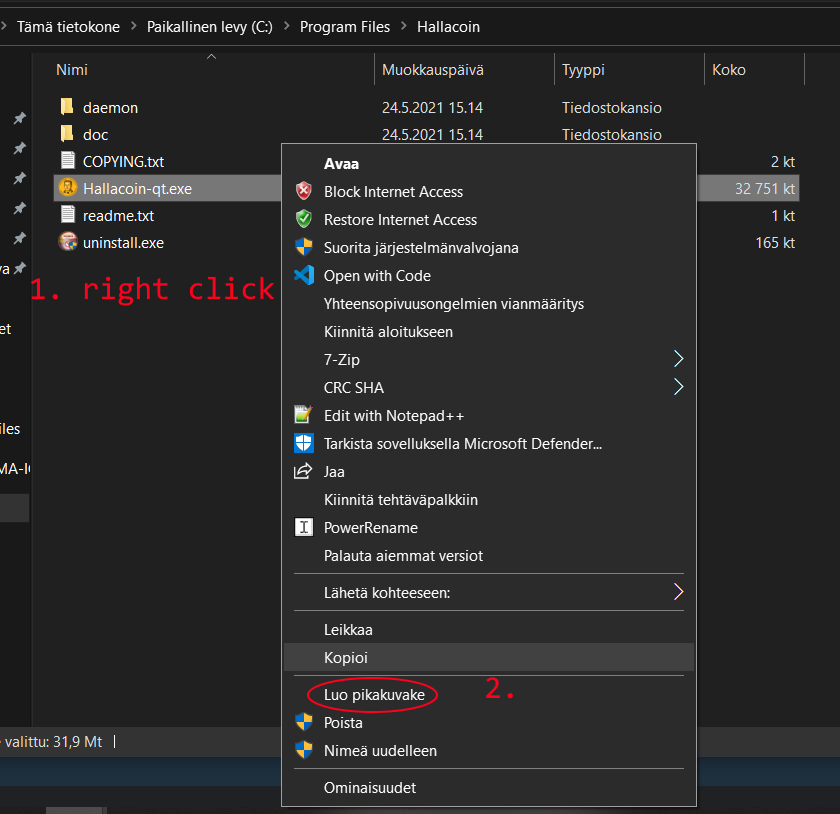 Tämä tietokone > Paikallinen levy (C:) > Program Files > Hallacoin
Nimi Muokkauspäivä Tyyppi Koko
daemon 24.5.2021 15.14 Tiedostokansio
doc 24.5.2021 15.14 Tiedostokansio
COPYING.txt 2 kt
Hallacoin-qt.exe 32 751 kt
readme.txt 1 kt
uninstall.exe 165 kt
va
1. right click
et
iles
MA-I
Avaa
Block Internet Access
Restore Internet Access
Suorita järjestelmänvalvojana
Open with Code
Yhteensopivuusongelmien vianmääritys
Kiinnitä aloitukseen
7-Zip
CRC SHA
Edit with Notepad++
Tarkista sovelluksella Microsoft Defender...
Jaa
Kiinnitä tehtäväpalkkiin
PowerRename
Palauta aiemmat versiot
Lähetä kohteeseen:
Leikkaa
Kopioi
Luo pikakuvake 2.
Poista
Nimeä uudelleen
Ominaisuudet
valittu: 31,9 Mt